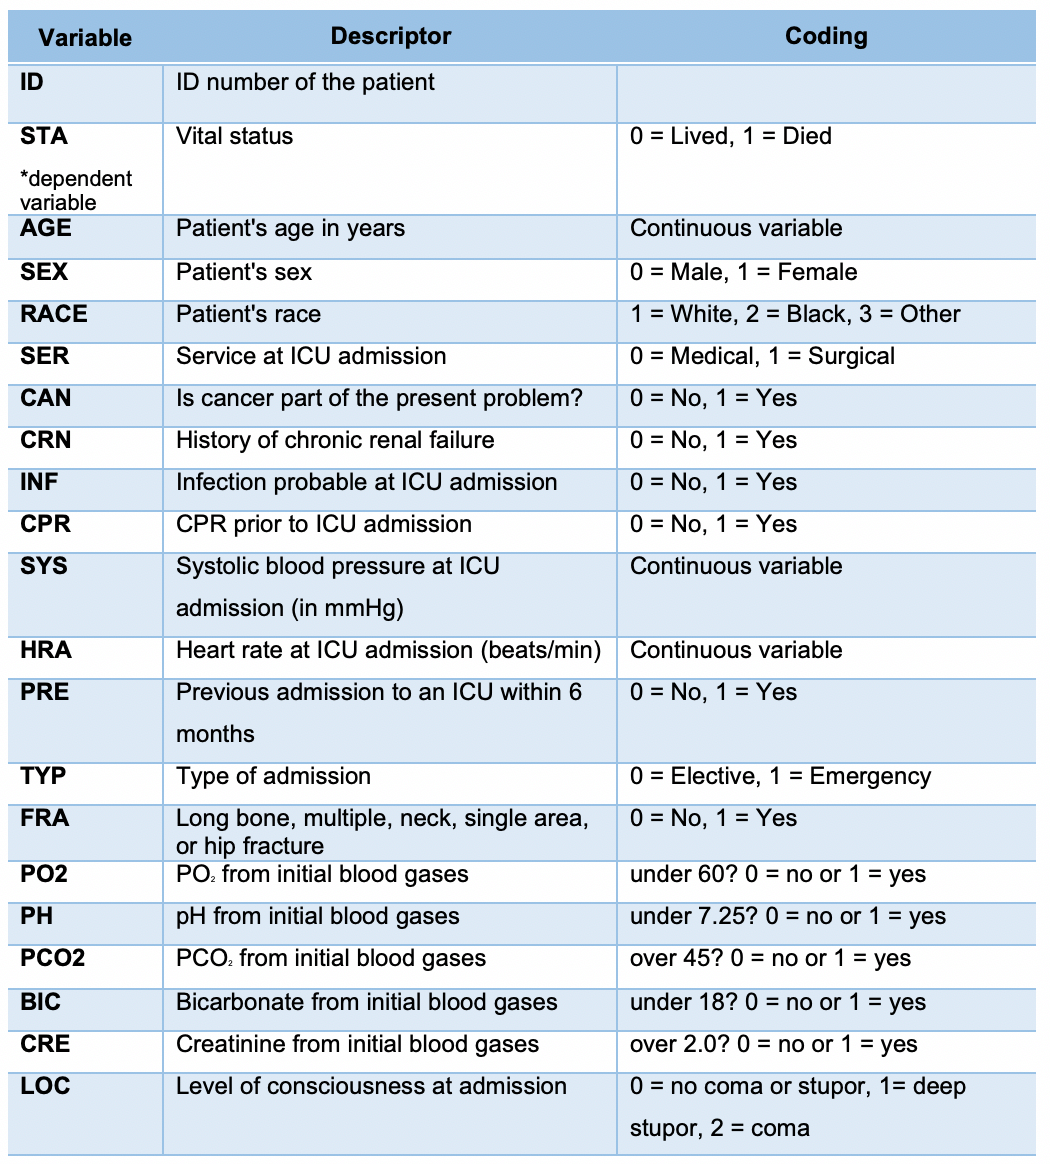 Variable Descriptor Coding
ID ID number of the patient
STA Vital status 0 = Lived, 1 = Died
*dependent
variable
AGE Patient's age in years Continuous variable
SEX Patient's sex 0 = Male, 1 = Female
RACE Patient's race 1 = White, 2 = Black, 3 = Other
SER Service at ICU admission 0 = Medical, 1 = Surgical
CAN Is cancer part of the present problem? 0 = No, 1 = Yes
CRN History of chronic renal failure 0 = No, 1 = Yes
INF Infection probable at ICU admission 0 = No, 1 = Yes
CPR CPR prior to ICU admission 0 = No, 1 = Yes
SYS Systolic blood pressure at ICU Continuous variable
admission (in mmHg)
HRA Heart rate at ICU admission (beats/min) Continuous variable
PRE Previous admission to an ICU within 6 0 = No, 1 = Yes
months
TYP Type of admission 0 = Elective, 1 = Emergency
FRA Long bone, multiple, neck, single area, 0 = No, 1 = Yes
or hip fracture
PO2 PO₂ from initial blood gases under 60? 0 = no or 1 = yes
PH pH from initial blood gases under 7.25? 0 = no or 1 = yes
PCO2 PCO₂ from initial blood gases over 45? 0 = no or 1 = yes
BIC Bicarbonate from initial blood gases under 18? 0 = no or 1 = yes
CRE Creatinine from initial blood gases over 2.0? 0 = no or 1 = yes
LOC Level of consciousness at admission 0 = no coma or stupor, 1= deep
stupor, 2 = coma